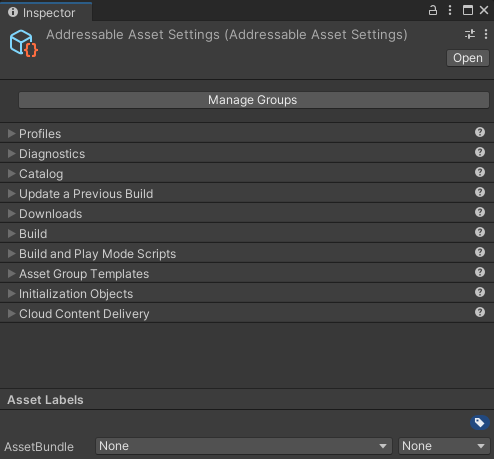 Inspector
Addressable Asset Settings (Addressable Asset Settings)
Open
Manage Groups
Profiles
Diagnostics
Catalog
Update a Previous Build
Downloads
Build
Build and Play Mode Scripts
Asset Group Templates
Initialization Objects
Cloud Content Delivery
Asset Labels
AssetBundle None None